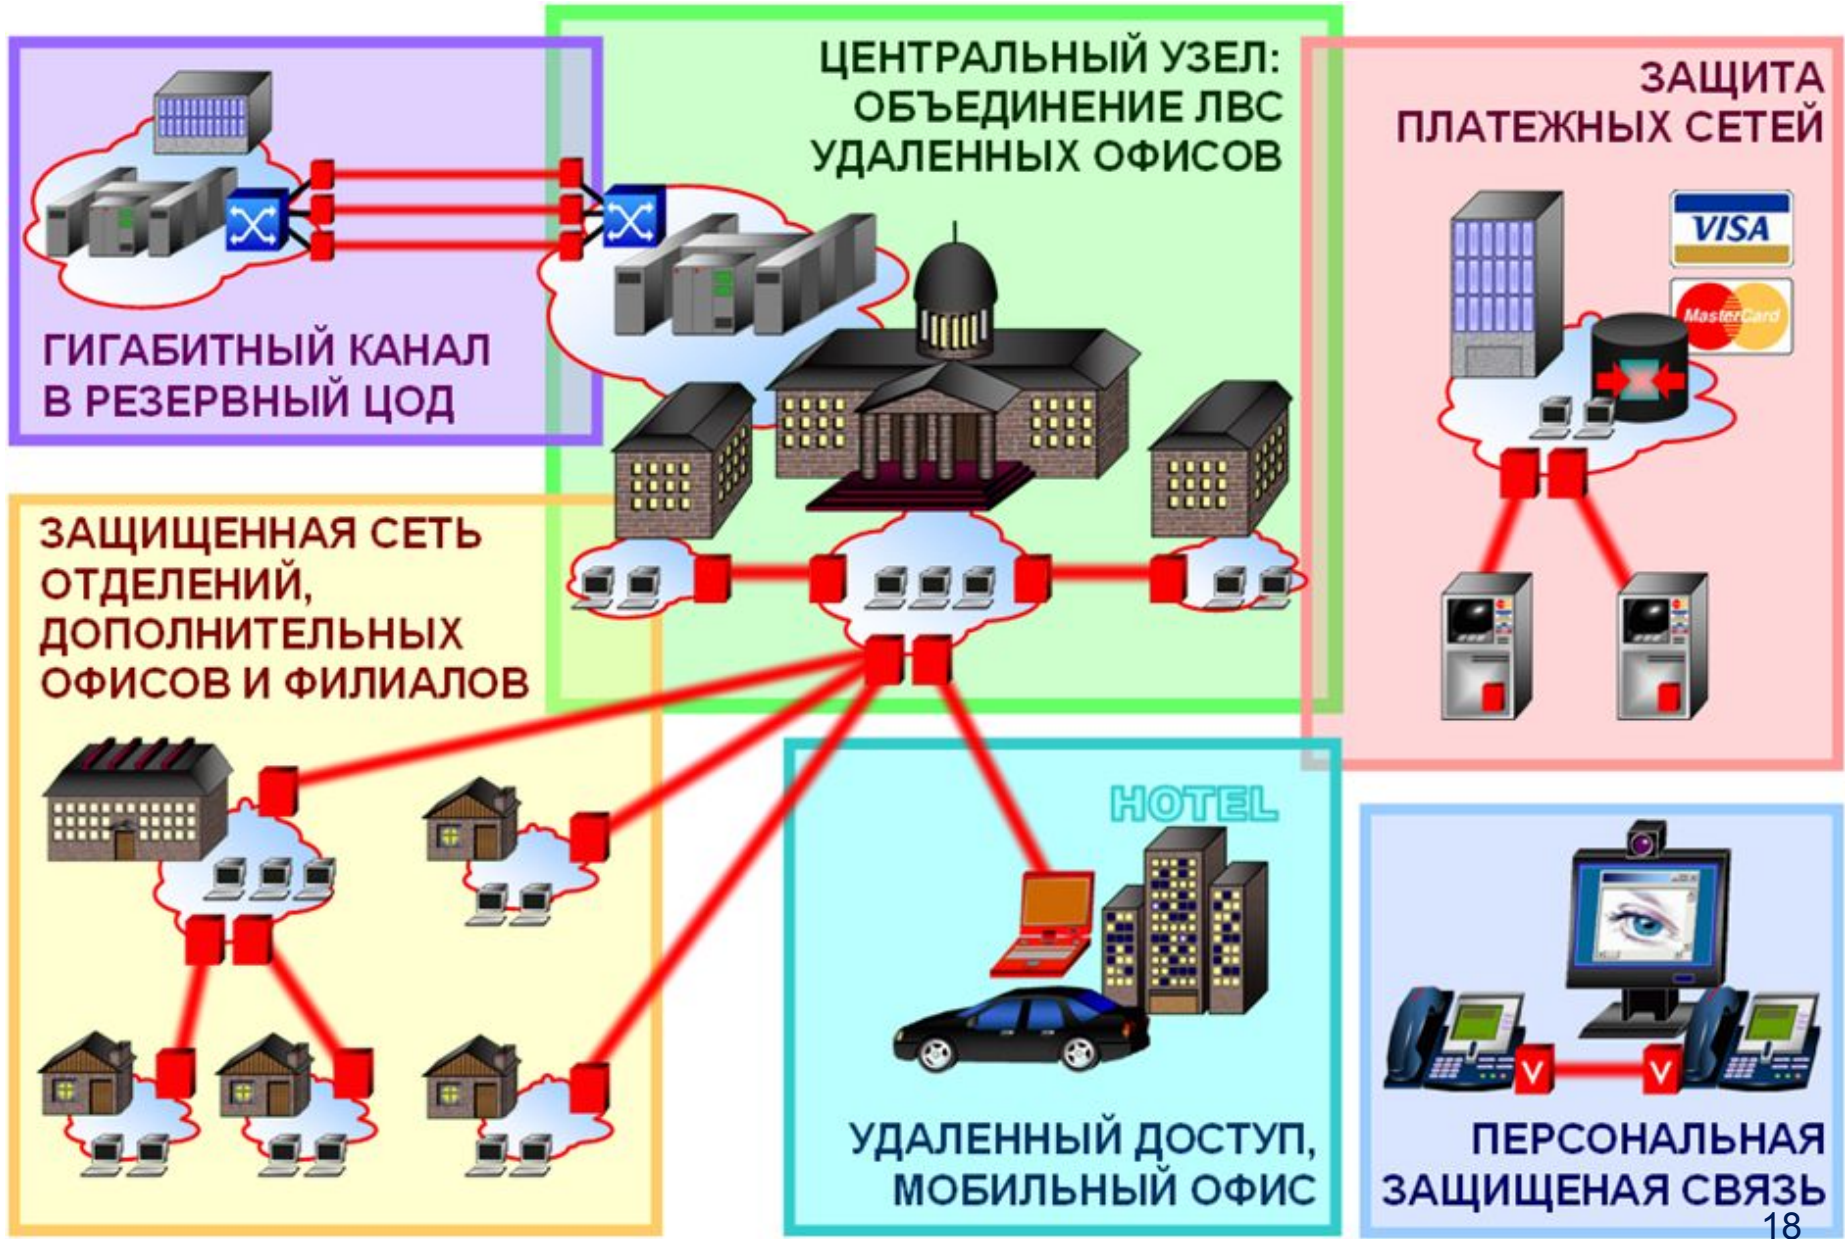 ЦЕНТРАЛЬНЫЙ УЗЕЛ:
ОБЪЕДИНЕНИЕ ЛВС
УДАЛЕННЫХ ОФИСОВ
ЗАЩИТА
ПЛАТЕЖНЫХ СЕТЕЙ
VISA
MasterCard
ГИГАБИТНЫЙ КАНАЛ
В РЕЗЕРВНЫЙ ЦОД
ЗАЩИЩЕННАЯ СЕТЬ
ОТДЕЛЕНИЙ,
ДОПОЛНИТЕЛЬНЫХ
ОФИСОВ И ФИЛИАЛОВ
HOTEL
УДАЛЕННЫЙ ДОСТУП,
МОБИЛЬНЫЙ ОФИС
V
V
ПЕРСОНАЛЬНАЯ
ЗАЩИЩЕНАЯ СВЯЗЬ
18